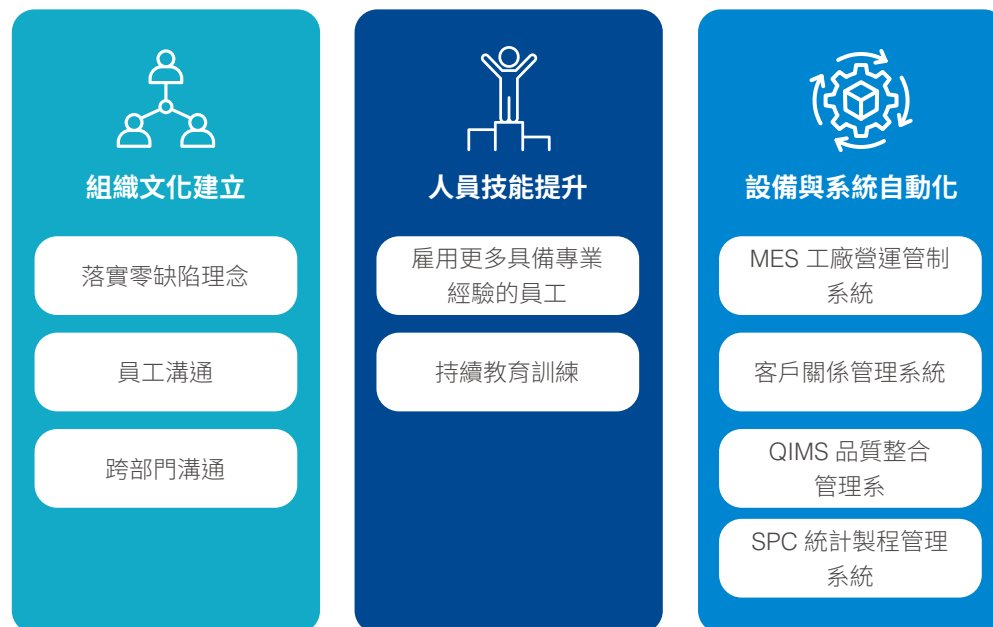 組織文化建立
落實零缺陷理念
員工溝通
跨部門溝通
人員技能提升
雇用更多具備專業
經驗的員工
持續教育訓練
設備與系統自動化
MES 工廠營運管制
系統
客戶關係管理系統
QIMS 品質整合
管理系
SPC 統計製程管理
系統